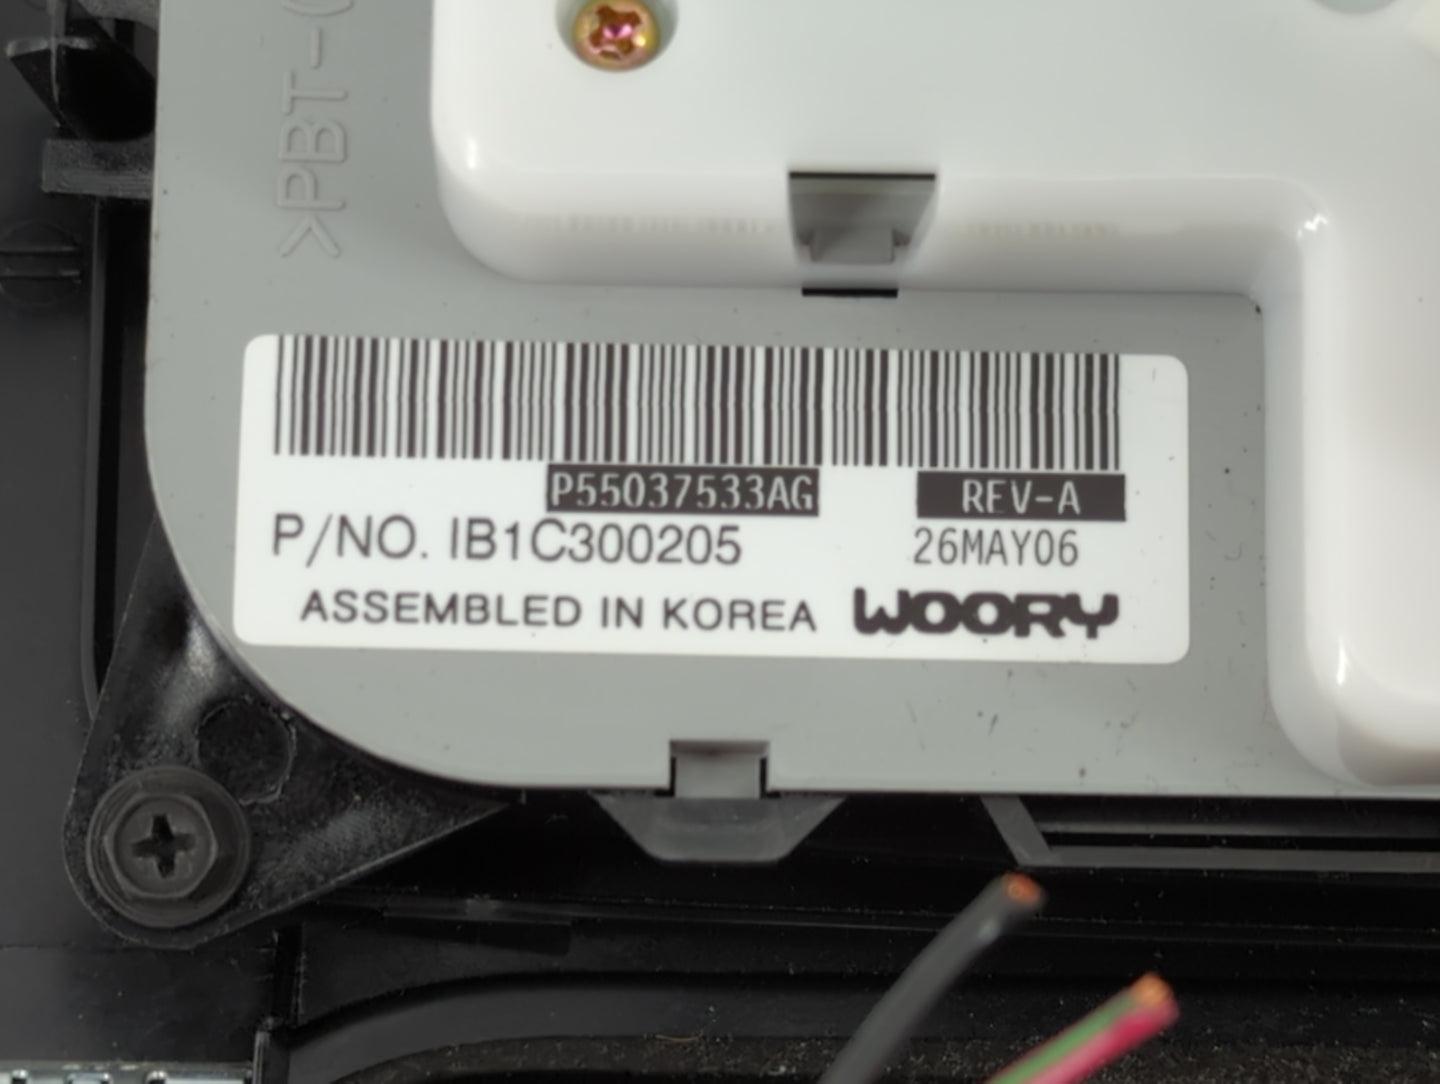 >PBT-(
P55037533AG REV-A
P/NO. IB1C300205 26MAY06
ASSEMBLED IN KOREA WOORY